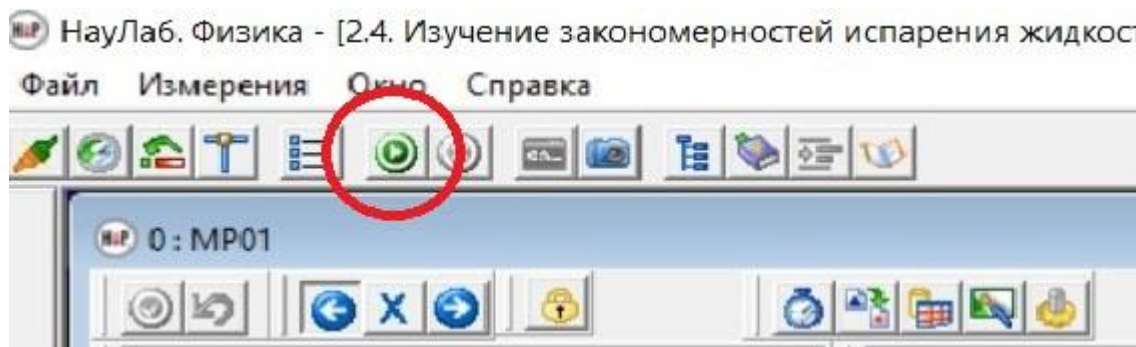 НауЛаб. Физика - [2.4. Изучение закономерностей испарения жидкост
Файл Измерения Окно Справка
0 : MP01